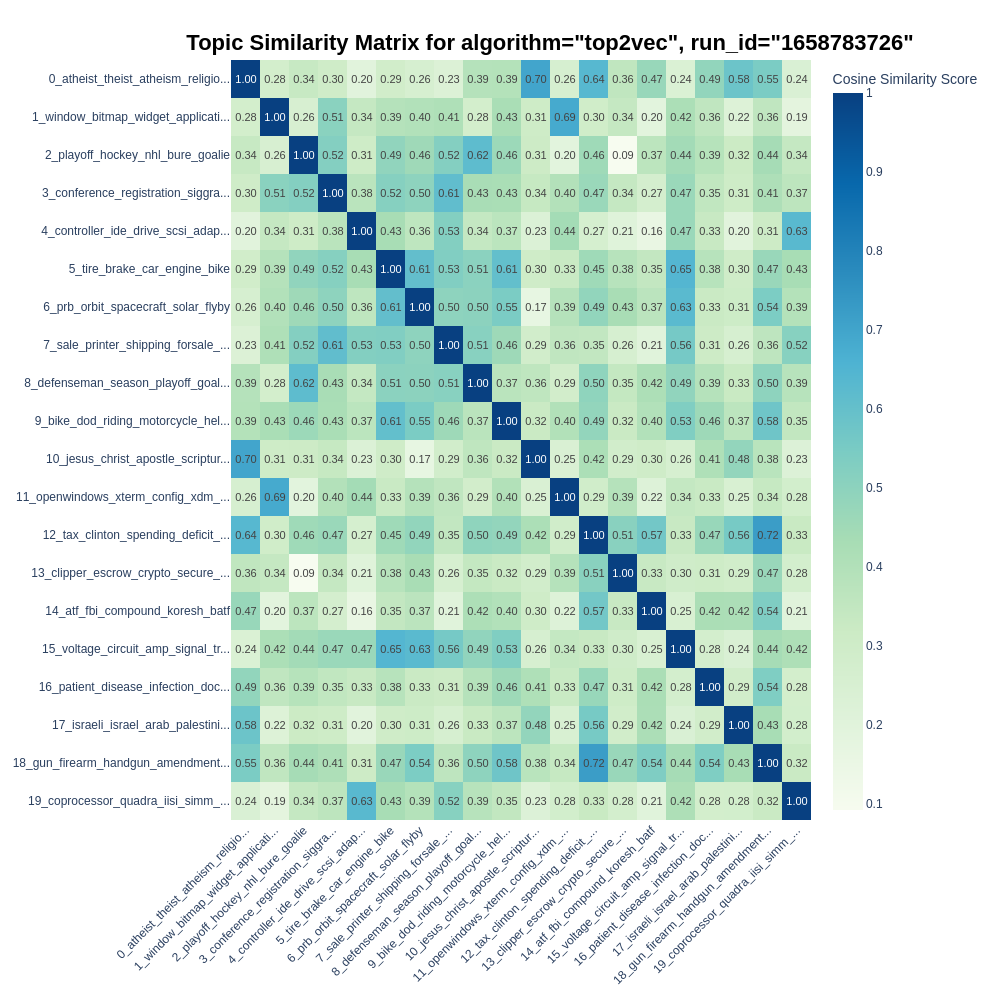 Topic Similarity Matrix for algorithm="top2vec", run_id="1658783726"
Cosine Similarity Score
0_atheist_theist_atheism_religio... 1.00 0.28 0.34 0.30 0.20 0.29 0.26 0.23 0.39 0.39 0.70 0.26 0.64 0.36 0.47 0.24 0.49 0.58 0.55 0.24
1_window_bitmap_widget_applicati... 0.28 1.00 0.26 0.51 0.34 0.39 0.40 0.41 0.28 0.43 0.31 0.69 0.30 0.34 0.20 0.42 0.36 0.22 0.36 0.19
2_playoff_hockey_nhl_bure_goalie 0.34 0.26 1.00 0.52 0.31 0.49 0.46 0.52 0.62 0.46 0.31 0.20 0.46 0.09 0.37 0.44 0.39 0.32 0.44 0.34
3_conference_registration_siggra... 0.30 0.51 0.52 1.00 0.38 0.52 0.50 0.61 0.43 0.43 0.34 0.40 0.47 0.34 0.27 0.47 0.35 0.31 0.41 0.37
4_controller_ide_drive_scsi_adap... 0.20 0.34 0.31 0.38 1.00 0.43 0.36 0.53 0.34 0.37 0.23 0.44 0.27 0.21 0.16 0.47 0.33 0.20 0.31 0.63
5_tire_brake_car_engine_bike 0.29 0.39 0.49 0.52 0.43 1.00 0.61 0.53 0.51 0.61 0.30 0.33 0.45 0.38 0.35 0.65 0.38 0.30 0.47 0.43
6_prb_orbit_spacecraft_solar_flyby 0.26 0.40 0.46 0.50 0.36 0.61 1.00 0.50 0.50 0.55 0.17 0.39 0.49 0.43 0.37 0.63 0.33 0.31 0.54 0.39
7_sale_printer_shipping_forsale_... 0.23 0.41 0.52 0.61 0.53 0.53 0.50 1.00 0.51 0.46 0.29 0.36 0.35 0.26 0.21 0.56 0.31 0.26 0.36 0.52
8_defenseman_season_playoff_goal... 0.39 0.28 0.62 0.43 0.34 0.51 0.50 0.51 1.00 0.37 0.36 0.29 0.50 0.35 0.42 0.49 0.39 0.33 0.50 0.39
9_bike_dod_riding_motorcycle_hel... 0.39 0.43 0.46 0.43 0.37 0.61 0.55 0.46 0.37 1.00 0.32 0.40 0.49 0.32 0.40 0.53 0.46 0.37 0.58 0.35
10_jesus_christ_apostle_scriptur... 0.70 0.31 0.31 0.34 0.23 0.30 0.17 0.29 0.36 0.32 1.00 0.25 0.42 0.29 0.30 0.26 0.41 0.48 0.38 0.23
11_openwindows_xterm_config_xdm_... 0.26 0.69 0.20 0.40 0.44 0.33 0.39 0.36 0.29 0.40 0.25 1.00 0.29 0.39 0.22 0.34 0.33 0.25 0.34 0.28
12_tax_clinton_spending_deficit_... 0.64 0.30 0.46 0.47 0.27 0.45 0.49 0.35 0.50 0.49 0.42 0.29 1.00 0.51 0.57 0.33 0.47 0.56 0.72 0.33
13_clipper_escrow_crypto_secure_... 0.36 0.34 0.09 0.34 0.21 0.38 0.43 0.26 0.35 0.32 0.29 0.39 0.51 1.00 0.33 0.30 0.31 0.29 0.47 0.28
14_atf_fbi_compound_koresh_batf 0.47 0.20 0.37 0.27 0.16 0.35 0.37 0.21 0.42 0.40 0.30 0.22 0.57 0.33 1.00 0.25 0.42 0.42 0.54 0.21
15_voltage_circuit_amp_signal_tr... 0.24 0.42 0.44 0.47 0.47 0.65 0.63 0.56 0.49 0.53 0.26 0.34 0.33 0.30 0.25 1.00 0.28 0.24 0.44 0.42
16_patient_disease_infection_doc... 0.49 0.36 0.39 0.35 0.33 0.38 0.33 0.31 0.39 0.46 0.41 0.33 0.47 0.31 0.42 0.28 1.00 0.29 0.54 0.28
17_israeli_israel_arab_palestini... 0.58 0.22 0.32 0.31 0.20 0.30 0.31 0.26 0.33 0.37 0.48 0.25 0.56 0.29 0.42 0.24 0.29 1.00 0.43 0.28
18_gun_firearm_handgun_amendment... 0.55 0.36 0.44 0.41 0.31 0.47 0.54 0.36 0.50 0.58 0.38 0.34 0.72 0.47 0.54 0.44 0.54 0.43 1.00 0.32
19_coprocessor_quadra_iisi_simm_... 0.24 0.19 0.34 0.37 0.63 0.43 0.39 0.52 0.39 0.35 0.23 0.28 0.33 0.28 0.21 0.42 0.28 0.28 0.32 1.00
1
0.9
0.8
0.7
0.6
0.5
0.4
0.3
0.2
0.1
0_atheist_theist_atheism_religio...
1_window_bitmap_widget_applicati...
2_playoff_hockey_nhl_bure_goalie
3_conference_registration_siggra...
4_controller_ide_drive_scsi_adap...
5_tire_brake_car_engine_bike
6_prb_orbit_spacecraft_solar_flyby
7_sale_printer_shipping_forsale_...
8_defenseman_season_playoff_goal...
9_bike_dod_riding_motorcycle_hel...
10_jesus_christ_apostle_scriptur...
11_openwindows_xterm_config_xdm_...
12_tax_clinton_spending_deficit_...
13_clipper_escrow_crypto_secure_...
14_atf_fbi_compound_koresh_batf
15_voltage_circuit_amp_signal_tr...
16_patient_disease_infection_doc...
17_israeli_israel_arab_palestini...
18_gun_firearm_handgun_amendment...
19_coprocessor_quadra_iisi_simm_...